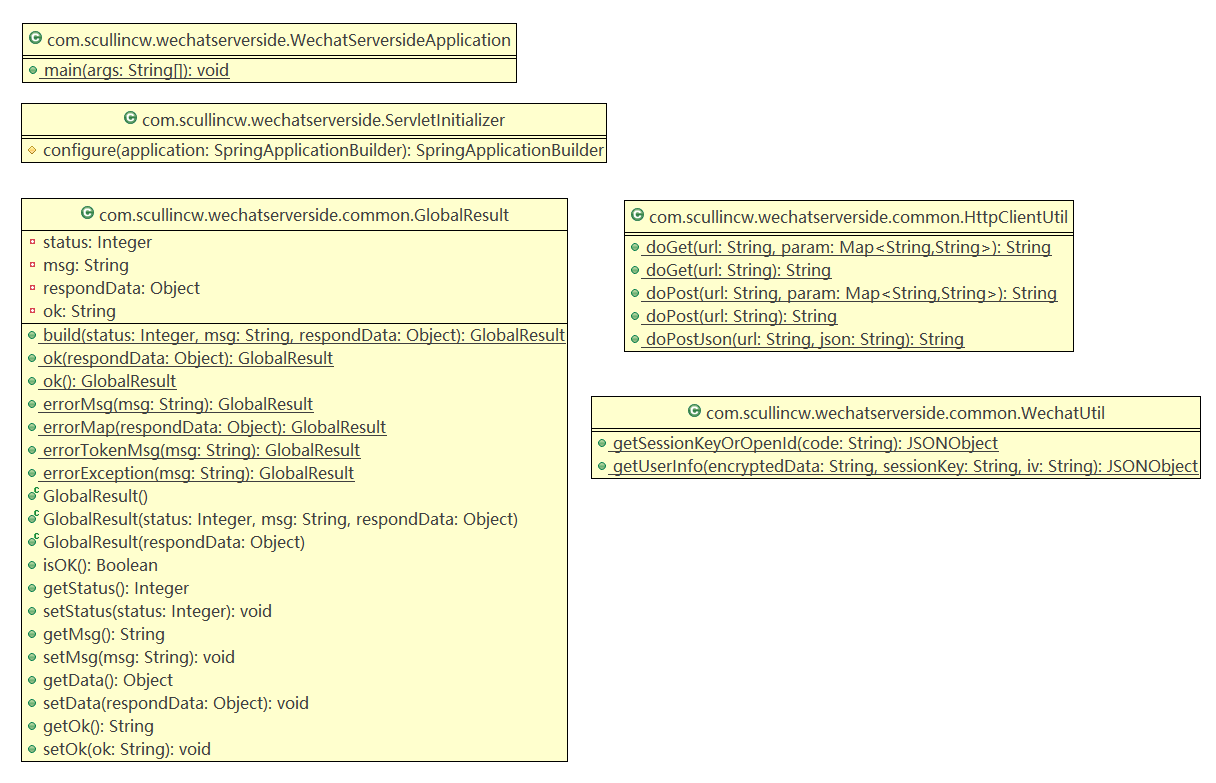 com.scullincw.wechatserverside.WechatServersideApplication
main(args: String[]): void
com.scullincw.wechatserverside.ServletInitializer
configure(application: SpringApplicationBuilder): SpringApplicationBuilder
com.scullincw.wechatserverside.common.GlobalResult
status: Integer
msg: String
respondData: Object
ok: String
build(status: Integer, msg: String, respondData: Object): GlobalResult
ok(respondData: Object): GlobalResult
ok(): GlobalResult
errorMsg(msg: String): GlobalResult
errorMap(respondData: Object): GlobalResult
errorTokenMsg(msg: String): GlobalResult
errorException(msg: String): GlobalResult
GlobalResult()
GlobalResult(status: Integer, msg: String, respondData: Object)
GlobalResult(respondData: Object)
isOK(): Boolean
getStatus(): Integer
setStatus(status: Integer): void
getMsg(): String
setMsg(msg: String): void
getData(): Object
setData(respondData: Object): void
getOk(): String
setOk(ok: String): void
com.scullincw.wechatserverside.common.HttpClientUtil
doGet(url: String, param: Map<String,String>): String
doGet(url: String): String
doPost(url: String, param: Map<String,String>): String
doPost(url: String): String
doPostJson(url: String, json: String): String
com.scullincw.wechatserverside.common.WechatUtil
getSessionKeyOrOpenId(code: String): JSONObject
getUserInfo(encryptedData: String, sessionKey: String, iv: String): JSONObject